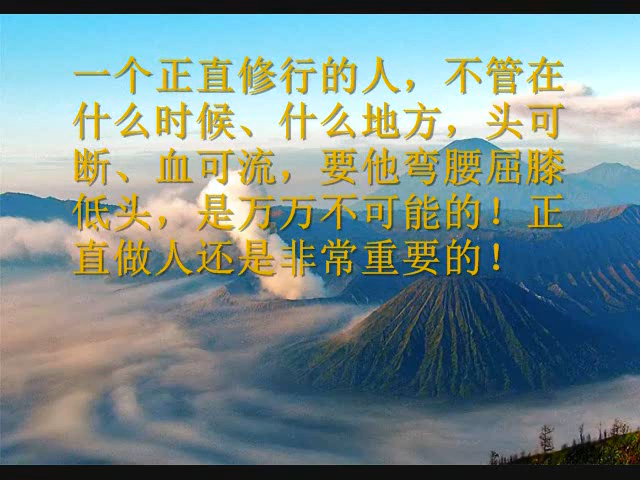 一个正直修行的人，不管在
什么时候、什么地方，头可
断、血可流，要他弯腰屈膝
低头，是万万不可能的！正
直做人还是非常重要的！